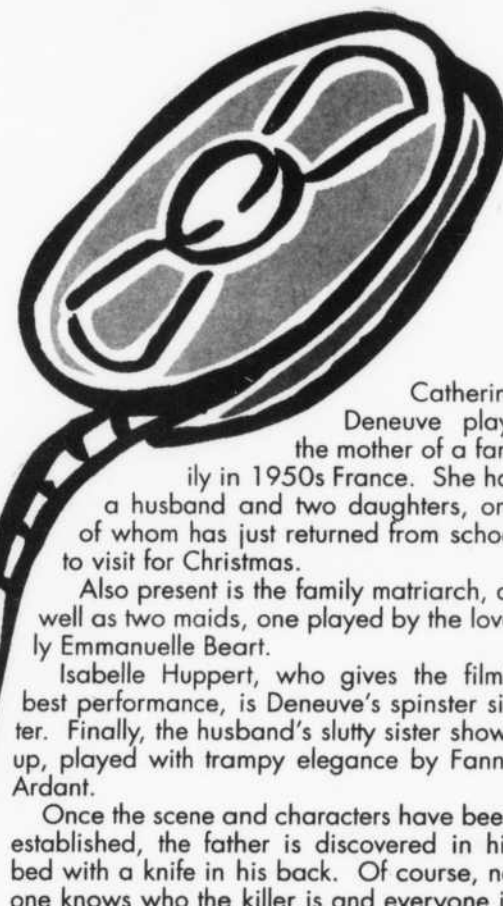 Catherin
Deneuve play
the mother of a fam
ily in 1950s France. She ha
a husband and two daughters, on
of whom has just returned from schoo
to visit for Christmas.
Also present is the family matriarch, a
well as two maids, one played by the lov
ly Emmanuelle Beart.
Isabelle Huppert, who gives the film'
best performance, is Deneuve's spinster si
ter. Finally, the husband's slutty sister show
up, played with trampy elegance by Fann
Ardant.
Once the scene and characters have bee
established, the father is discovered in hi
bed with a knife in his back. Of course, n
one knows who the killer is and everyone i